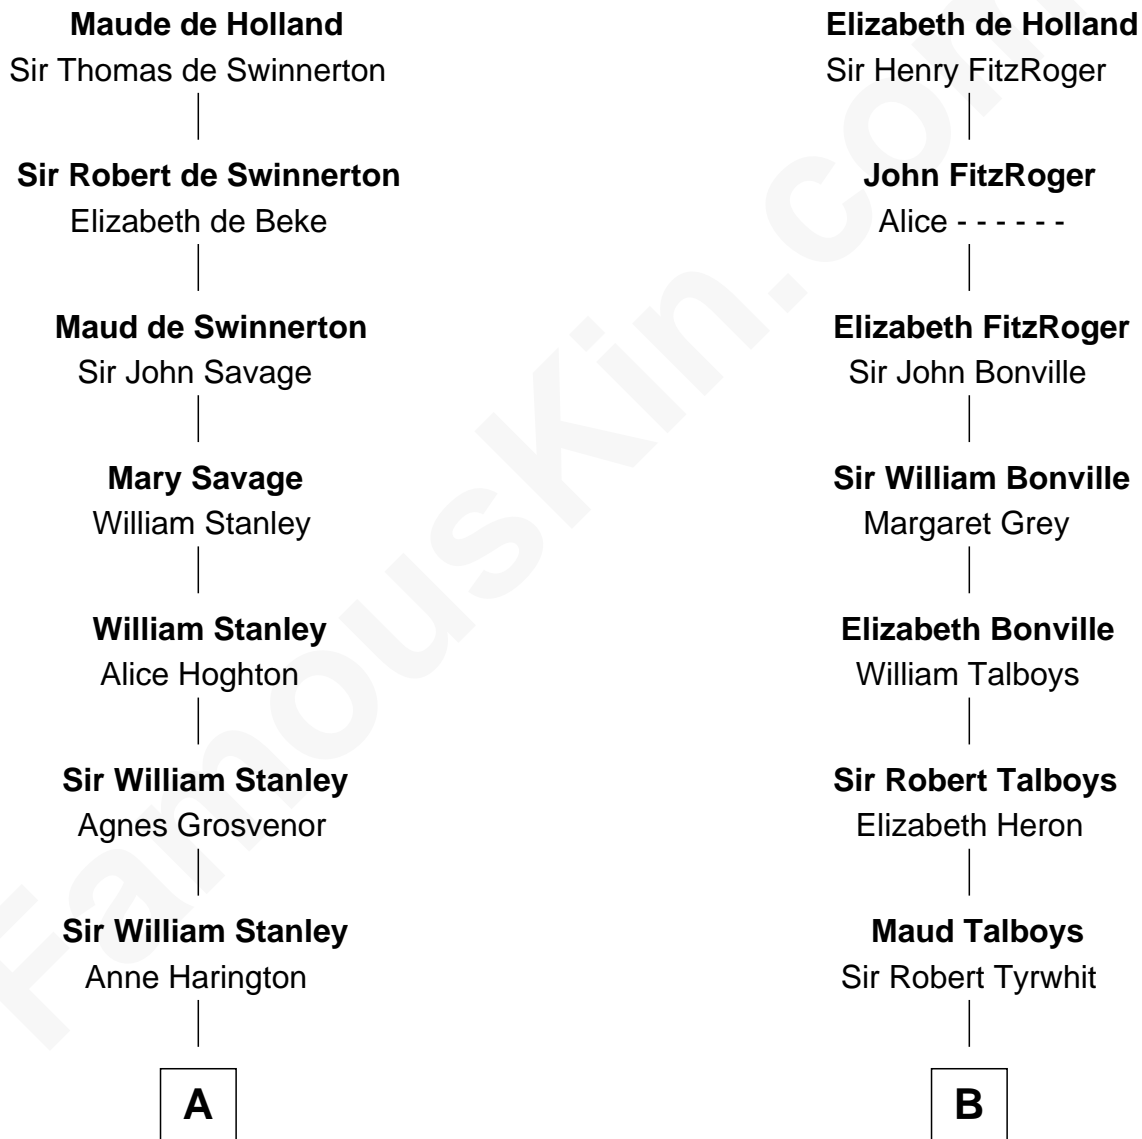 Maude de Holland
Sir Thomas de Swinnerton
Sir Robert de Swinnerton
Elizabeth de Beke
Maud de Swinnerton
Sir John Savage
Mary Savage
William Stanley
William Stanley
Alice Hoghton
Sir William Stanley
Agnes Grosvenor
Sir William Stanley
Anne Harington
A
Elizabeth de Holland
Sir Henry FitzRoger
John FitzRoger
Alice - - - - - -
Elizabeth FitzRoger
Sir John Bonville
Sir William Bonville
Margaret Grey
Elizabeth Bonville
William Talboys
Sir Robert Talboys
Elizabeth Heron
Maud Talboys
Sir Robert Tyrwhit
B
FamousKin.com